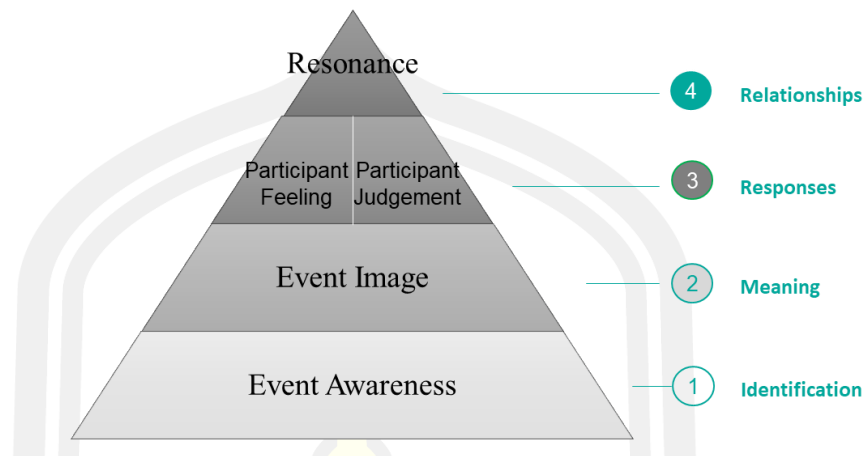 Resonance
4
Relationships
Participant Feeling
Participant Judgement
3
Responses
Event Image
2
Meaning
Event Awareness
1
Identification